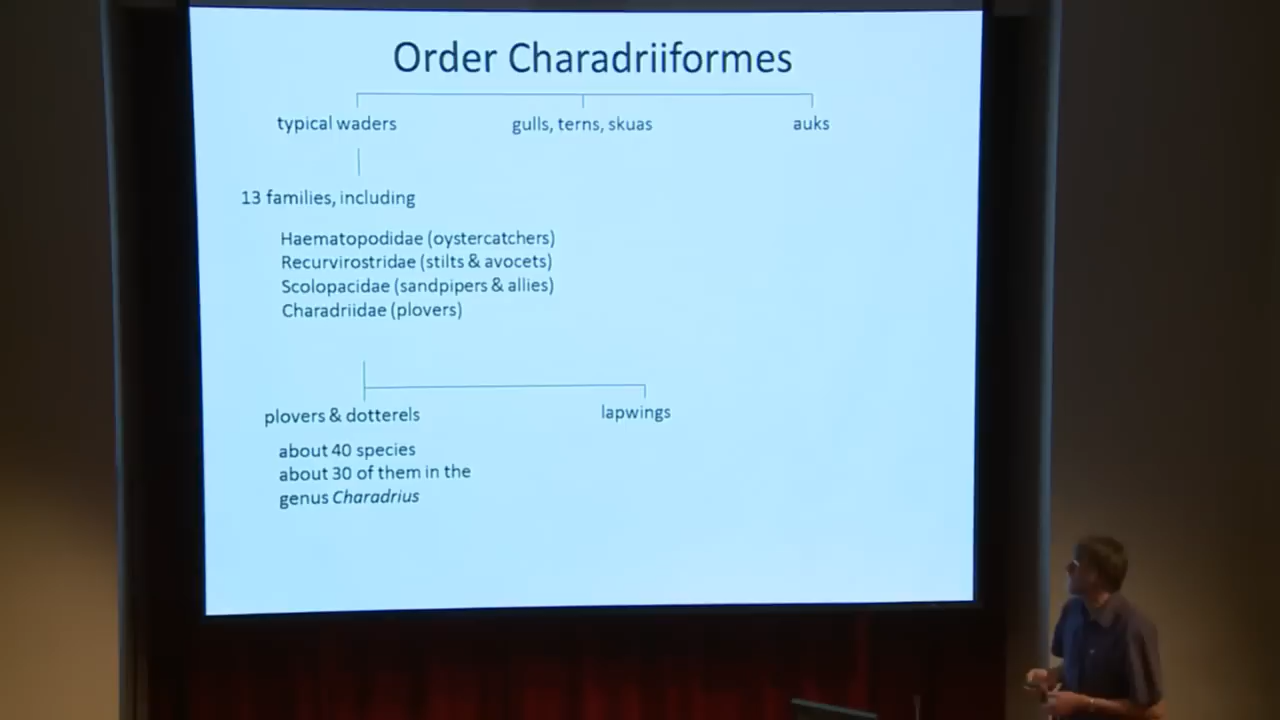 Order Charadriiformes
typical waders
gulls, terns, skuas
auks
13 families, including
Haematopodidae (oystercatchers)
Recurvirostridae (stilts & avocets)
Scolopacidae (sandpipers & allies)
Charadriidae (plovers)
plovers & dotterels
lapwings
about 40 species
about 30 of them in the
genus Charadrius